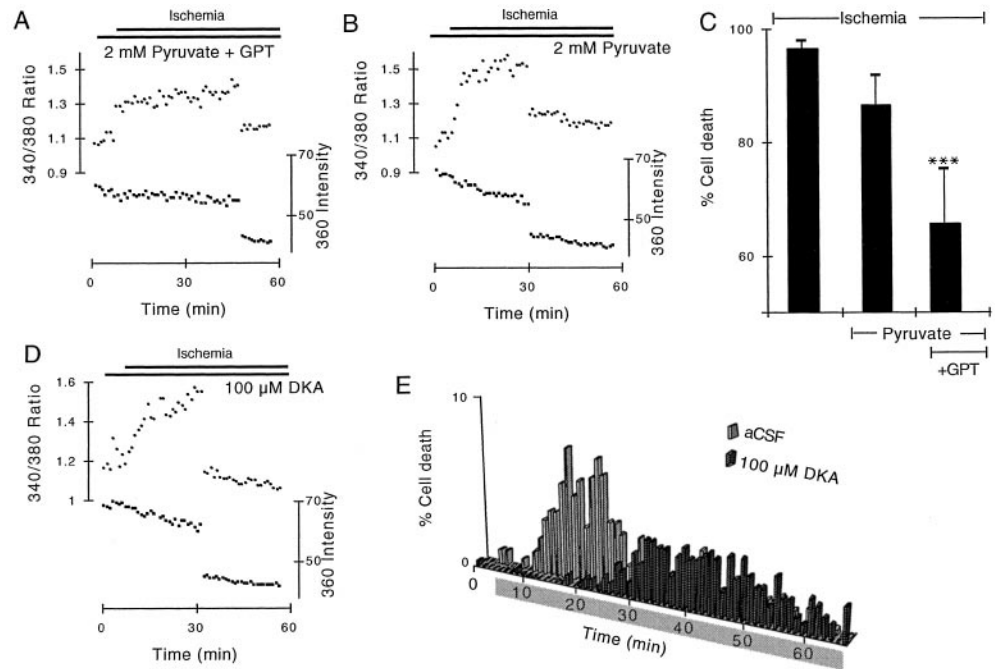 A
Ischemia
2 mM Pyruvate + GPT
340/380 Ratio
1.5
1.3
1.1
0.9
70
50
360 Intensity
0
30
60
Time (min)
B
Ischemia
2 mM Pyruvate
340/380 Ratio
1.5
1.3
1.1
0.9
70
50
360 Intensity
0
30
60
Time (min)
C
Ischemia
% Cell death
100
80
60
***
Pyruvate
+GPT
D
Ischemia
100 µM DKA
340/380 Ratio
1.6
1.4
1.2
1
70
50
360 Intensity
0
30
60
Time (min)
E
% Cell death
10
0
aCSF
100 µM DKA
0
10
20
30
40
50
60
Time (min)